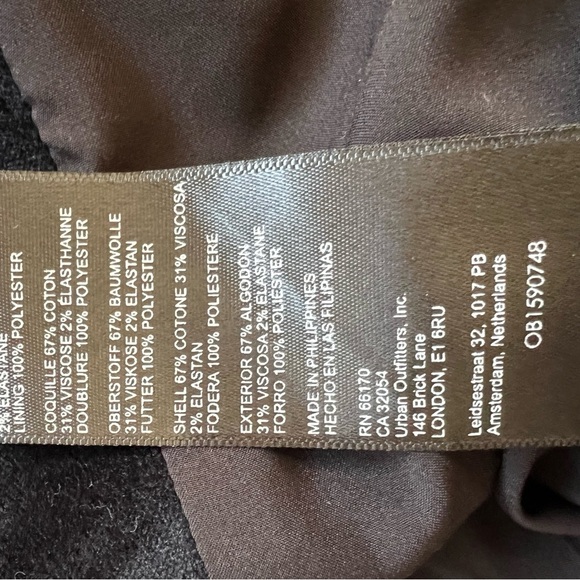 2% ELASTANE
LINING 100% POLYESTER
COQUILLE 67% COTON
31% VISCOSE 2% ÉLASTHANNE
DOUBLURE 100% POLYESTER
OBERSTOFF 67% BAUMWOLLE
31% VISKOSE 2% ELASTAN
FUTTER 100% POLYESTER
SHELL 67% COTONE 31% VISCOSA
2% ELASTAN
FODERA 100% POLIESTERE
EXTERIOR 67% ALGODON
31% VISCOSA 2% ELASTANE
FORRO 100% POLIESTER
MADE IN PHILIPPINES
HECHO EN LAS FILIPINAS
RN 66170
CA 32054
Urban Outfitters, Inc.
146 Brick Lane
LONDON, E1 6RU
Leidsestraat 32, 1017 PB
Amsterdam, Netherlands
OB1590748